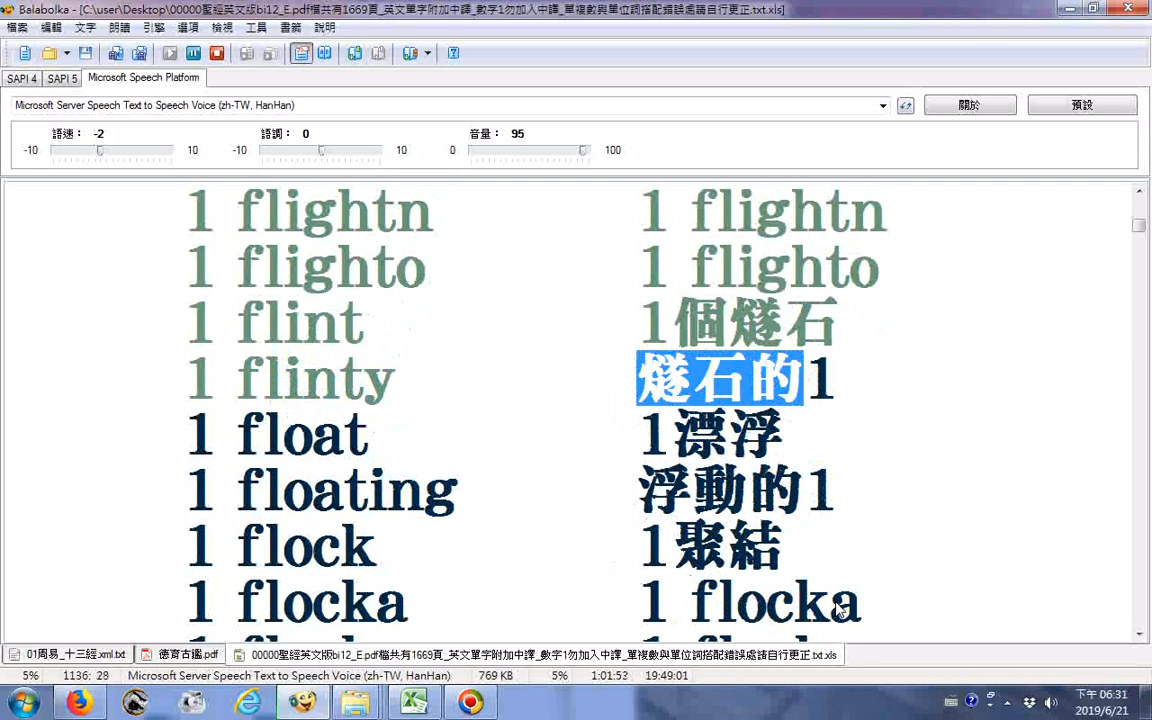 Balabolka - [C:\user\Desktop\00000聖經英文版bi12_E.pdf檔共有1669頁_英文單字附加中譯_數字1勿加入中譯_單複數與單位詞搭配錯誤處請自行更正.txt.xls]
檔案 編輯 文字 朗讀 引擎 選項 檢視 工具 書籤 說明
SAPI 4 SAPI 5 Microsoft Speech Platform
Microsoft Server Speech Text to Speech Voice (zh-TW, HanHan) 關於 預設
語速： -2 語調： 0 音量： 95
-10 10 -10 10 0 100
1 flightn 1 flightn
1 flighto 1 flighto
1 flint 1個燧石
1 flinty 燧石的1
1 float 1漂浮
1 floating 浮動的1
1 flock 1聚結
1 flocka 1 flocka
01周易_十三經.xml.txt 德育古鑑.pdf 00000聖經英文版bi12_E.pdf檔共有1669頁_英文單字附加中譯_數字1勿加入中譯_單複數與單位詞搭配錯誤處請自行更正.txt.xls
5% 1136: 28 Microsoft Server Speech Text to Speech Voice (zh-TW, HanHan) 769 KB 5% 1:01:53 19:49:01
下午 06:31
2019/6/21